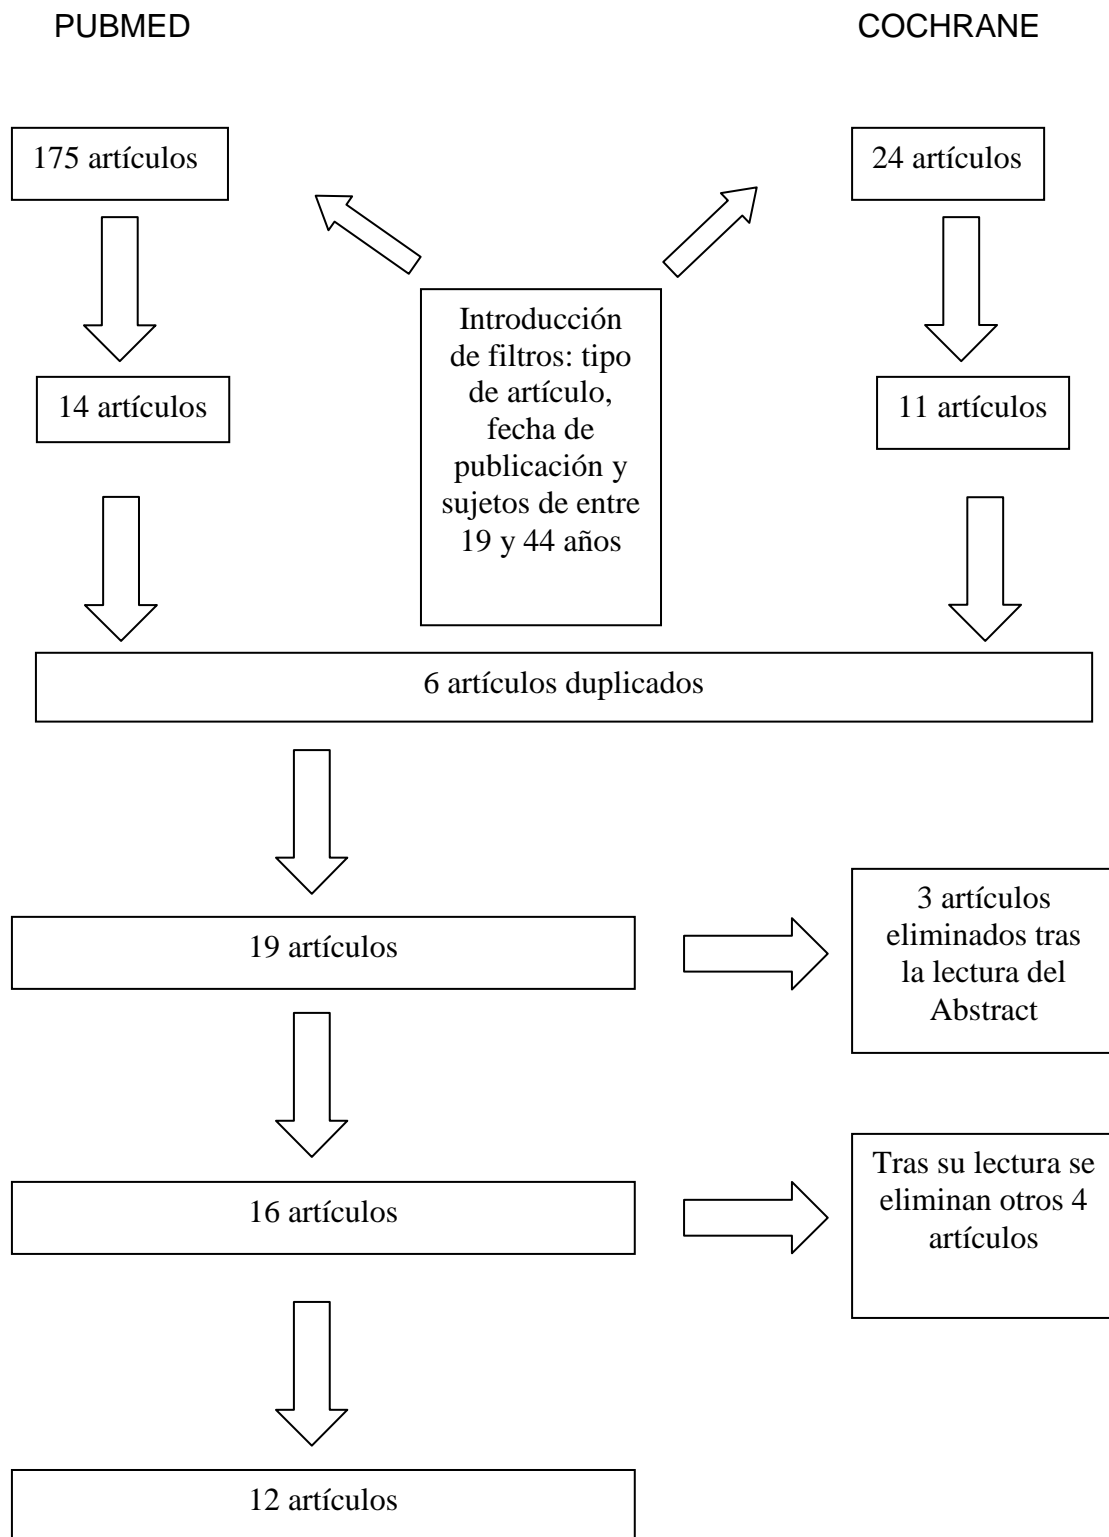 PUBMED
COCHRANE
175 artículos
24 artículos
Introducción
de filtros: tipo
de artículo,
fecha de
publicación y
sujetos de entre
19 y 44 años
14 artículos
11 artículos
6 artículos duplicados
19 artículos
3 artículos
eliminados tras
la lectura del
Abstract
16 artículos
Tras su lectura se
eliminan otros 4
artículos
12 artículos